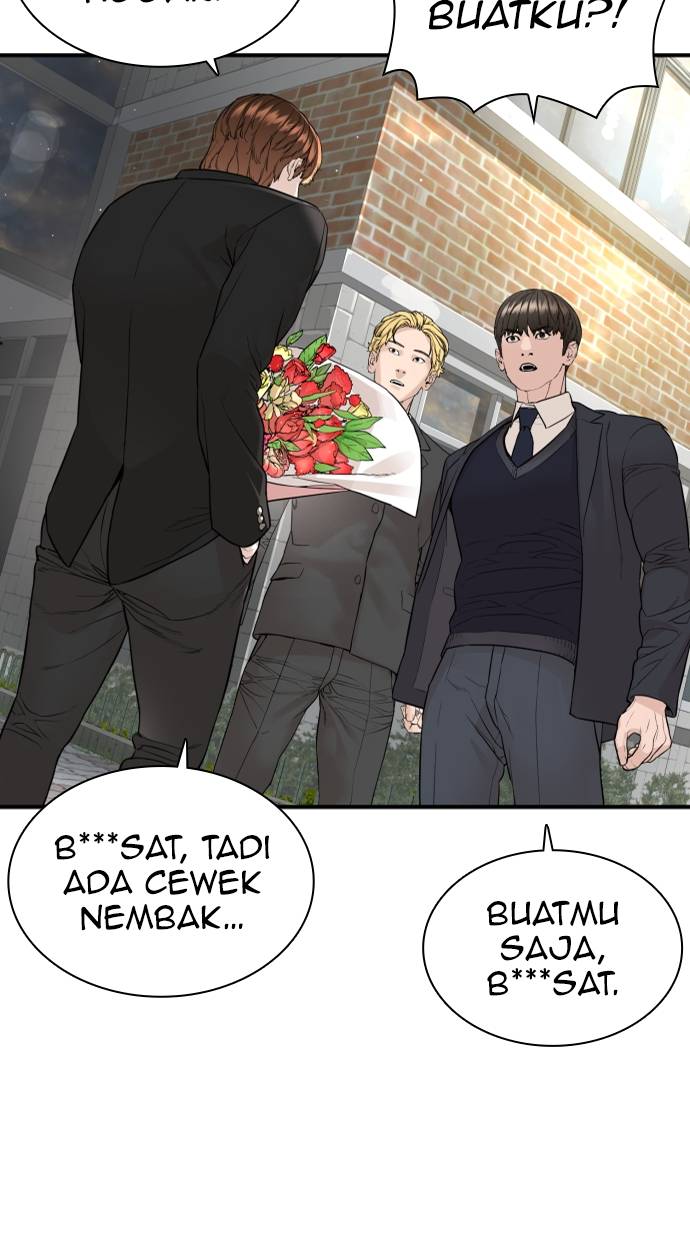 BUATKU?!
B***SAT, TADI
ADA CEWEK
NEMBAK...
BUATMU
SAJA,
B***SAT.